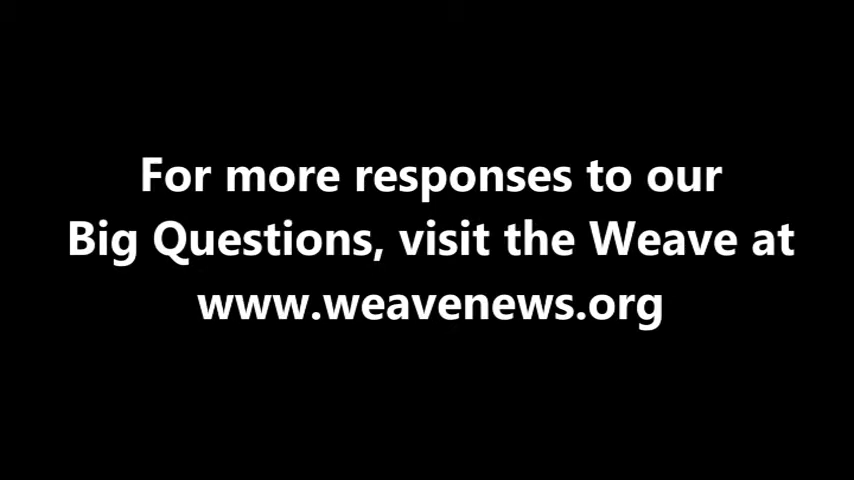 For more responses to our
Big Questions, visit the Weave at
www.weavenews.org